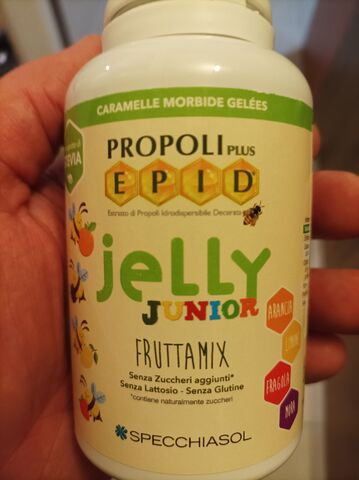 CARAMELLE MORBIDE GELÉES
PROPOLI PLUS
EPID®
Estratto di Propoli Idrodispersibile Decerato
jelly
JUNIOR
FRUTTAMIX
Senza Zuccheri aggiunti*
Senza Lattosio - Senza Glutine
*contiene naturalmente zuccheri
SPECCHIASOL
ARANCIA
LIMONE
FRAGOLA
MORA